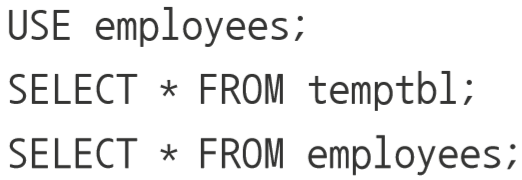 USE employees;
SELECT * FROM temptbl;
SELECT * FROM employees;